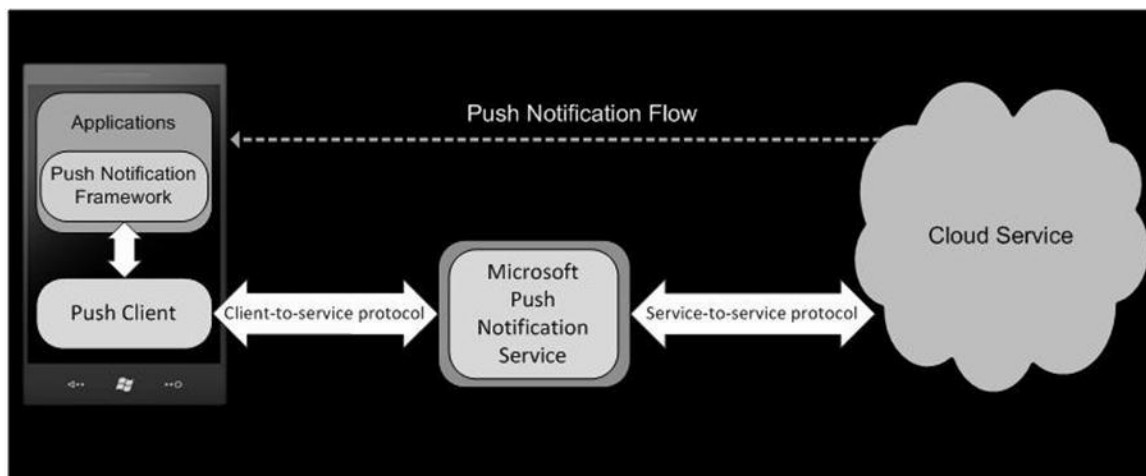 Push Notification Flow
Applications
Push Notification
Framework
Push Client
Client-to-service protocol
Microsoft
Push
Notification
Service
Service-to-service protocol
Cloud Service